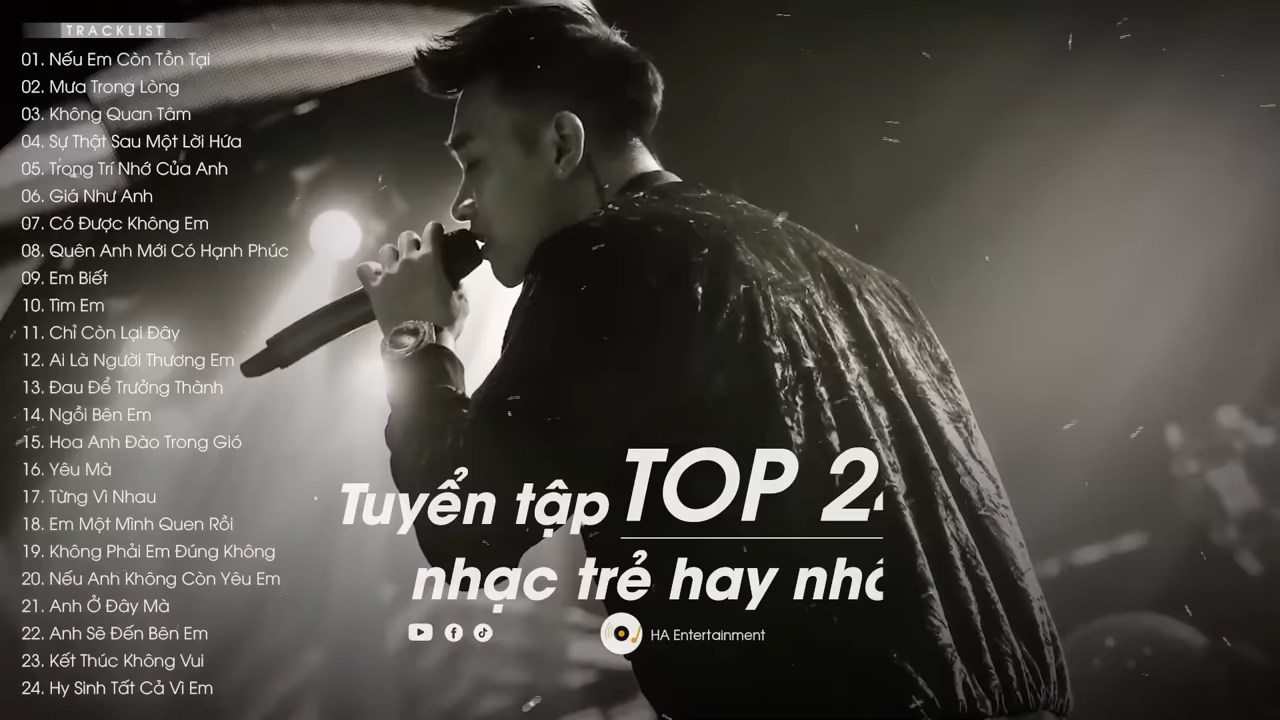 TRACKLIST
01. Nếu Em Còn Tồn Tại
02. Mưa Trong Lòng
03. Không Quan Tâm
04. Sự Thật Sau Một Lời Hứa
05. Trong Trí Nhớ Của Anh
06. Giá Như Anh
07. Có Được Không Em
08. Quên Anh Mới Có Hạnh Phúc
09. Em Biết
10. Tìm Em
11. Chỉ Còn Lại Đây
12. Ai Là Người Thương Em
13. Đau Để Trưởng Thành
14. Ngồi Bên Em
15. Hoa Anh Đào Trong Gió
16. Yêu Mà
17. Từng Vì Nhau
18. Em Một Mình Quen Rồi
19. Không Phải Em Đúng Không
20. Nếu Anh Không Còn Yêu Em
21. Anh Ở Đây Mà
22. Anh Sẽ Đến Bên Em
23. Kết Thúc Không Vui
24. Hy Sinh Tất Cả Vì Em
Tuyển tập TOP 2
nhạc trẻ hay
HA Entertainment